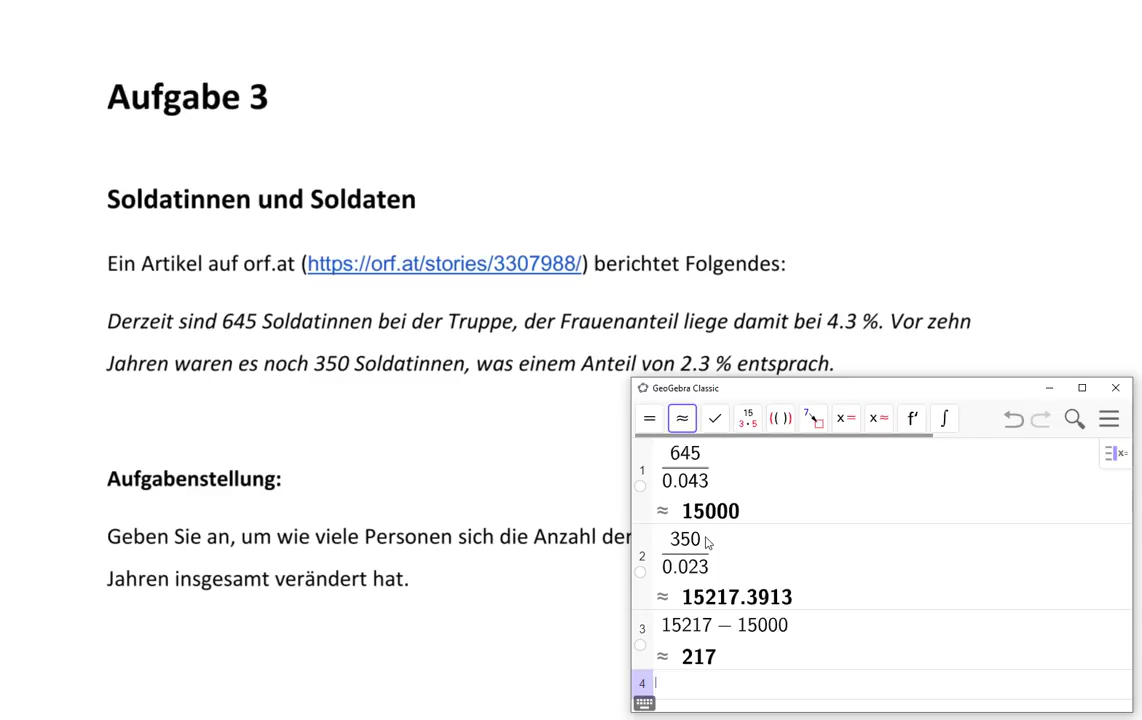 Aufgabe 3
Soldatinnen und Soldaten
Ein Artikel auf orf.at (https://orf.at/stories/3307988/) berichtet Folgendes:
Derzeit sind 645 Soldatinnen bei der Truppe, der Frauenanteil liege damit bei 4.3 %. Vor zehn
Jahren waren es noch 350 Soldatinnen, was einem Anteil von 2.3 % entsprach.
Aufgabenstellung:
Geben Sie an, um wie viele Personen sich die Anzahl der
Jahren insgesamt verändert hat.
GeoGebra Classic
= ≈ ✓ 15 3•5 (( )) 7 x= x≈ f' ∫
x=
1
645
0.043
≈ 15000
2
350
0.023
≈ 15217.3913
3
15217 − 15000
≈ 217
4